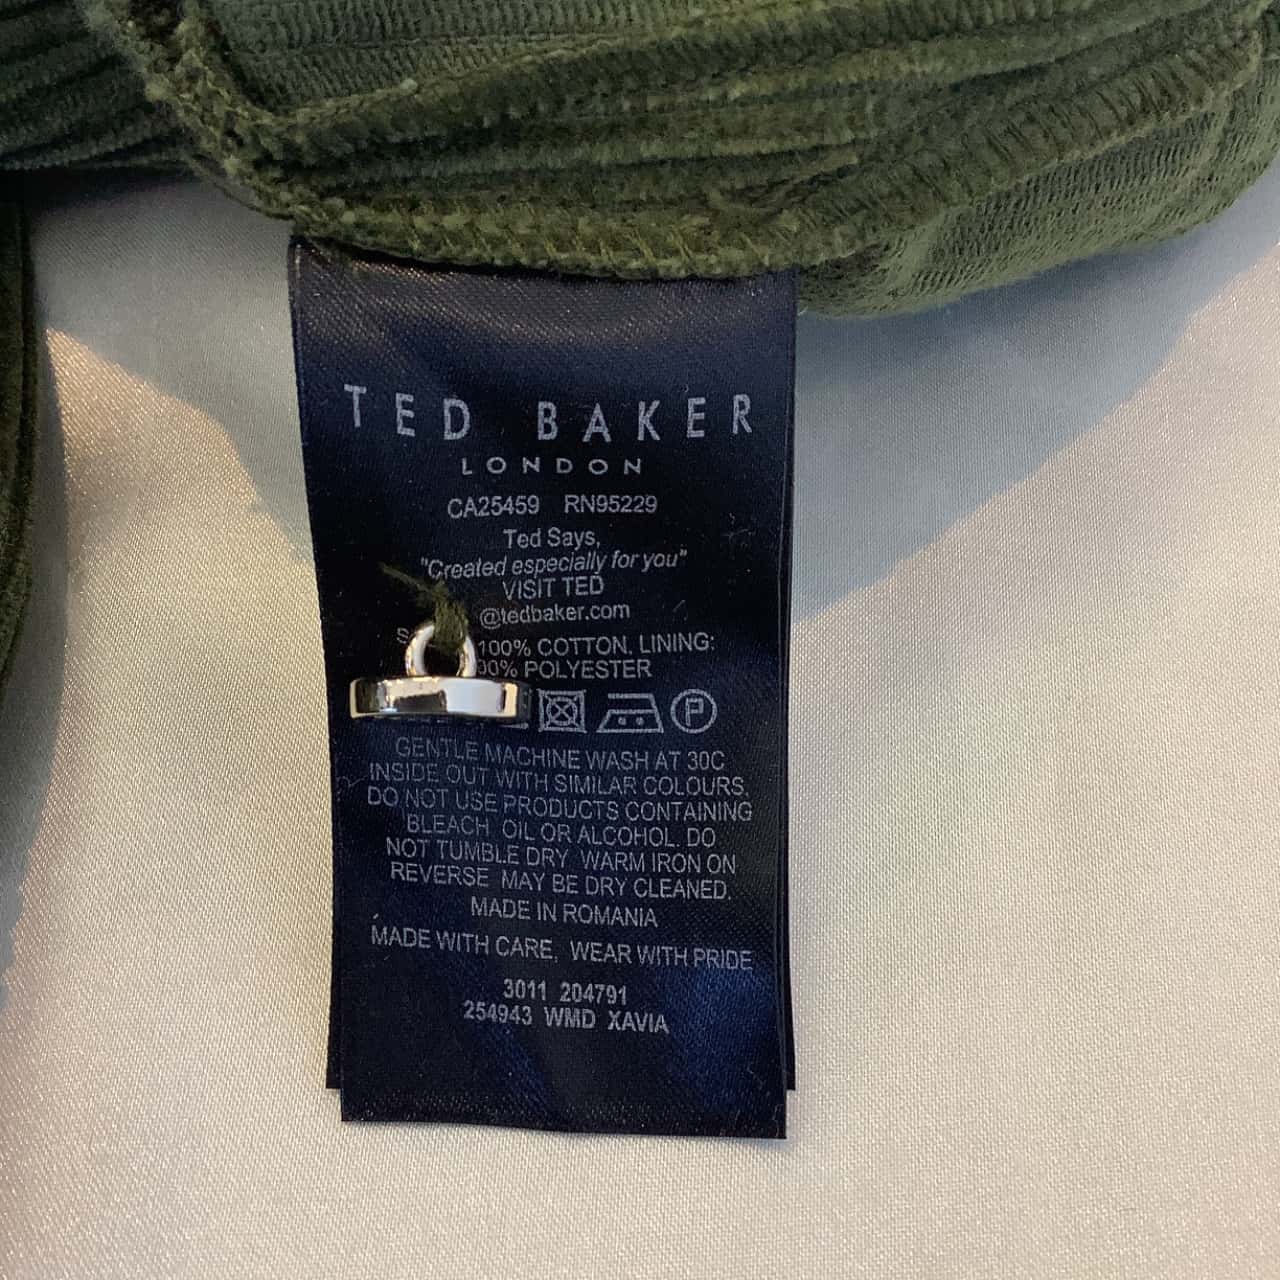 TED BAKER
LONDON
CA25459 RN95229
Ted Says,
"Created especially for you"
VISIT TED
@tedbaker.com
100% COTTON. LINING:
POLYESTER
P
GENTLE MACHINE WASH AT 30C
INSIDE OUT WITH SIMILAR COLOURS.
DO NOT USE PRODUCTS CONTAINING
BLEACH OIL OR ALCOHOL. DO
NOT TUMBLE DRY WARM IRON ON
REVERSE MAY BE DRY CLEANED.
MADE IN ROMANIA
MADE WITH CARE, WEAR WITH PRIDE
3011 204791
254943 WMD XAVIA